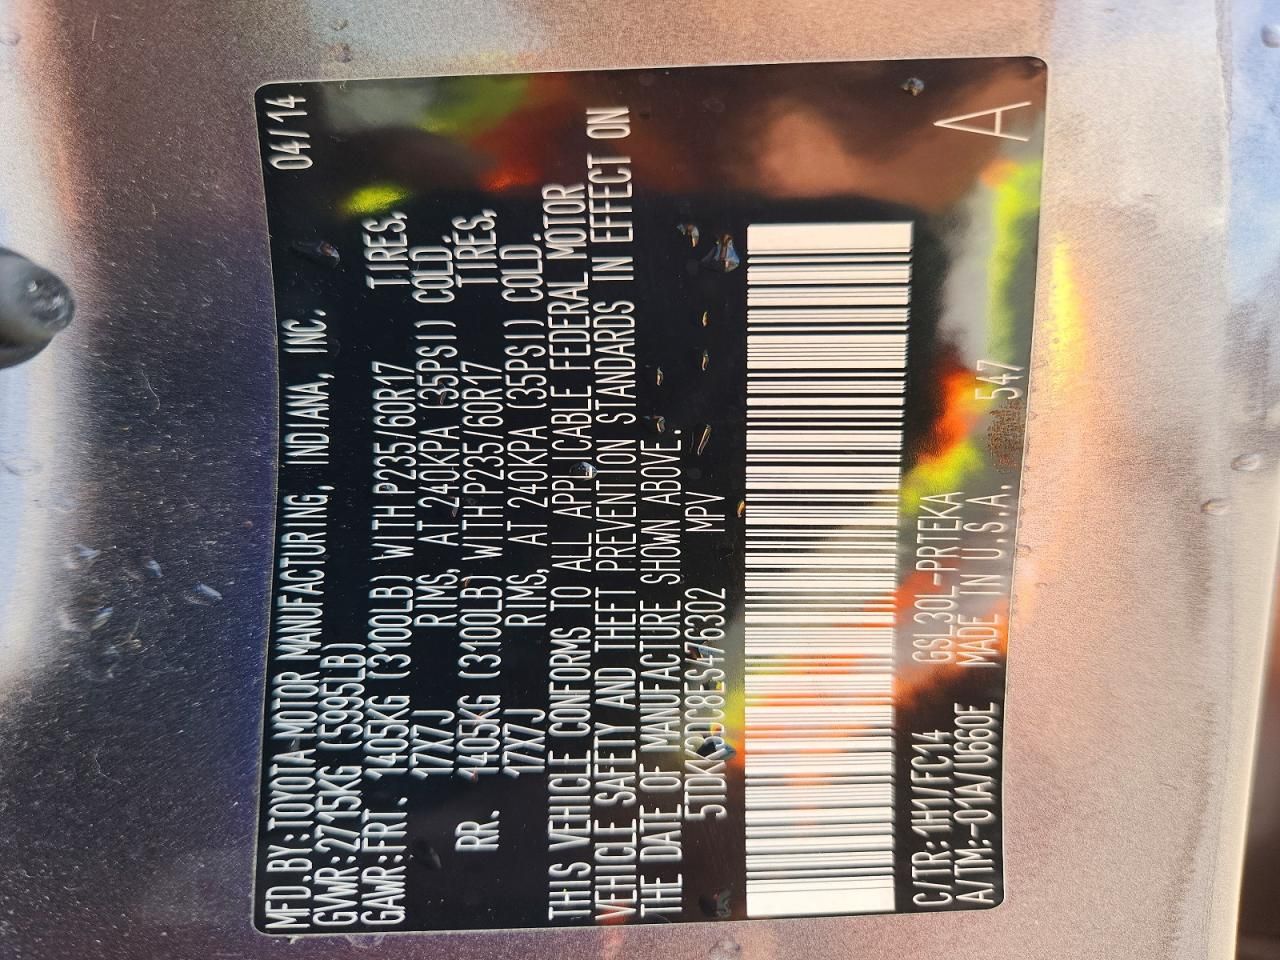 MFD.BY:TOYOTA MOTOR MANUFACTURING, INDIANA, INC. 04/14
GVWR:2715KG (5995LB)
GAWR:FRT. 1405KG (3100LB) WITH P235/60R17 TIRES,
17X7J RIMS, AT 240KPA (35PSI) COLD.
RR. 1405KG (3100LB) WITH P235/60R17 TIRES,
17X7J RIMS, AT 240KPA (35PSI) COLD.
THIS VEHICLE CONFORMS TO ALL APPLICABLE FEDERAL MOTOR
VEHICLE SAFETY AND THEFT PREVENTION STANDARDS IN EFFECT ON
THE DATE OF MANUFACTURE SHOWN ABOVE.
5TDKK3DC8ES476302 MPV
C/TR:1H1/FC14 GSL30L-PRTEKA
A/TM:-01A/U660E MADE IN U.S.A. 547 A